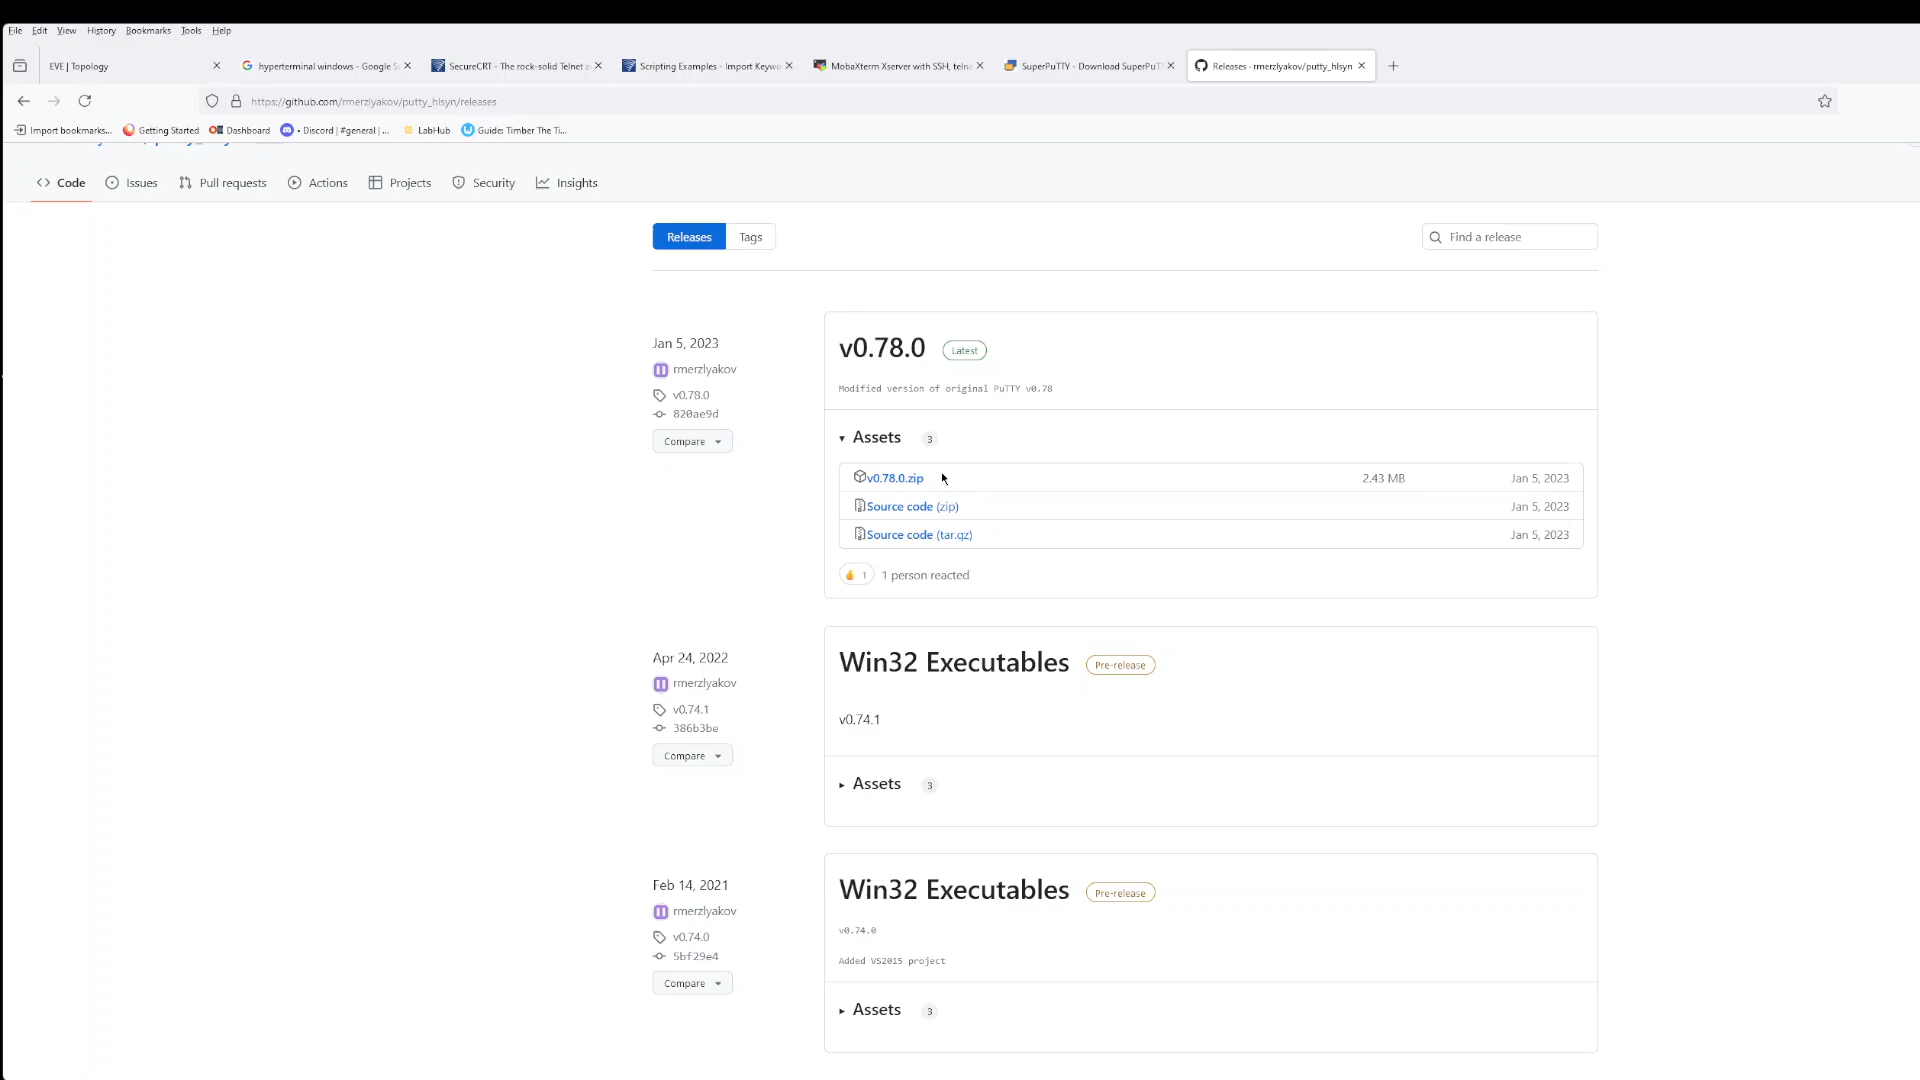 File Edit View History Bookmarks Tools Help
EVE | Topology
hyperterminal windows - Google S
SecureCRT - The rock-solid Telnet a
Scripting Examples - Import Keywo
MobaXterm Xserver with SSH, teln
SuperPuTTY - Download SuperPuTT
Releases · rmerzlyakov/putty_hlsyn
https://github.com/rmerzlyakov/putty_hlsyn/releases
Import bookmarks... Getting Started Dashboard • Discord | #general | ... LabHub Guide: Timber The Ti...
Code Issues Pull requests Actions Projects Security Insights
Releases Tags Find a release
Jan 5, 2023
rmerzlyakov
v0.78.0
820ae9d
Compare
v0.78.0 Latest
Modified version of original PuTTY v0.78
Assets 3
v0.78.0.zip 2.43 MB Jan 5, 2023
Source code (zip) Jan 5, 2023
Source code (tar.gz) Jan 5, 2023
1 1 person reacted
Apr 24, 2022
rmerzlyakov
v0.74.1
386b3be
Compare
Win32 Executables Pre-release
v0.74.1
Assets 3
Feb 14, 2021
rmerzlyakov
v0.74.0
5bf29e4
Compare
Win32 Executables Pre-release
v0.74.0
Added VS2015 project
Assets 3